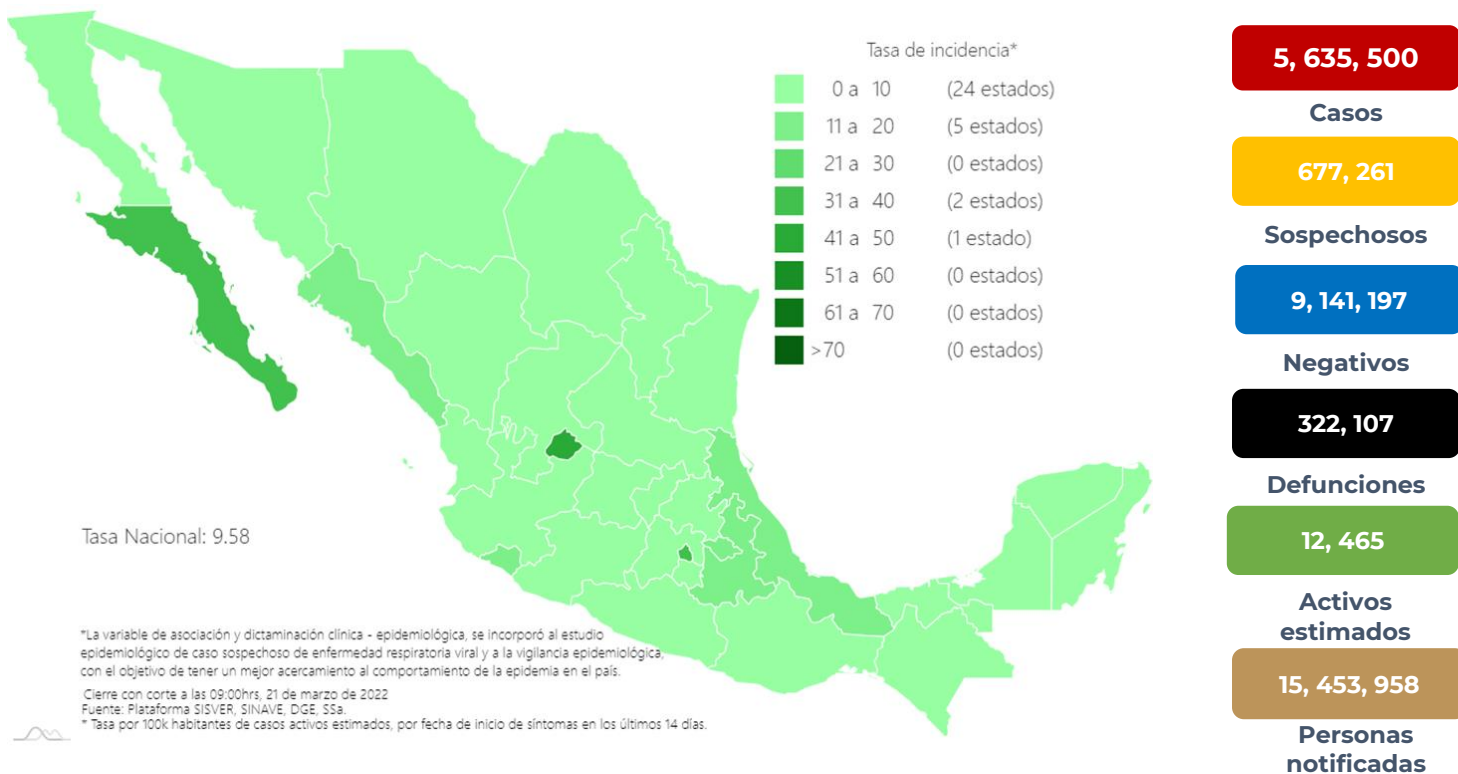 Tasa de incidencia*
0 a 10 (24 estados)
11 a 20 (5 estados)
21 a 30 (0 estados)
31 a 40 (2 estados)
41 a 50 (1 estado)
51 a 60 (0 estados)
61 a 70 (0 estados)
>70 (0 estados)
Tasa Nacional: 9.58
*La variable de asociación y dictaminación clínica - epidemiológica, se incorporó al estudio
epidemiológico de caso sospechoso de enfermedad respiratoria viral y a la vigilancia epidemiológica,
con el objetivo de tener un mejor acercamiento al comportamiento de la epidemia en el país.
Cierre con corte a las 09:00hrs, 21 de marzo de 2022
Fuente: Plataforma SISVER, SINAVE, DGE, SSa.
* Tasa por 100k habitantes de casos activos estimados, por fecha de inicio de síntomas en los últimos 14 días.
5, 635, 500
Casos
677, 261
Sospechosos
9, 141, 197
Negativos
322, 107
Defunciones
12, 465
Activos
estimados
15, 453, 958
Personas
notificadas